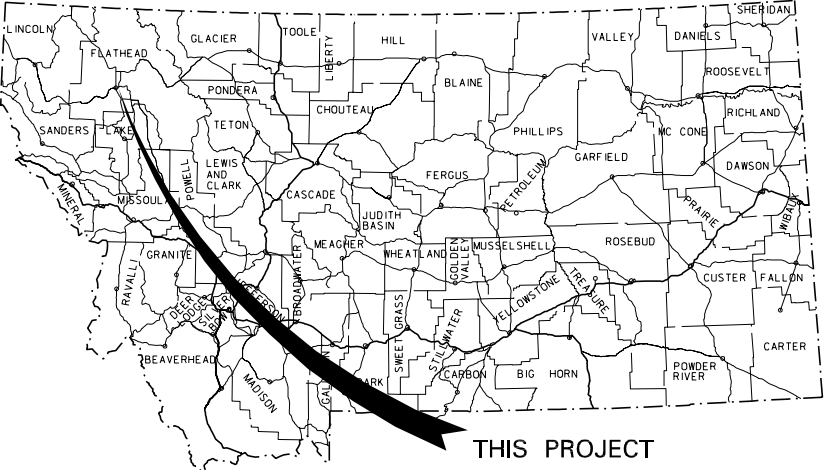 LINCOLN
FLATHEAD
GLACIER
TOOLE
LIBERTY
HILL
BLAINE
VALLEY
DANIELS
SHERIDAN
ROOSEVELT
PONDERA
CHOUTEAU
PHILLIPS
RICHLAND
SANDERS
LAKE
TETON
MC CONE
GARFIELD
DAWSON
MINERAL
MISSOULA
POWELL
LEWIS
AND
CLARK
CASCADE
FERGUS
PETROLEUM
PRAIRIE
WIBAUX
JUDITH
BASIN
RAVALLI
GRANITE
BROADWATER
MEAGHER
WHEATLAND
GOLDEN
VALLEY
MUSSELSHELL
ROSEBUD
TREASURE
CUSTER
FALLON
DEER
LODGE
SILVER
JEFFERSON
SWEET GRASS
STILLWATER
YELLOWSTONE
BEAVERHEAD
MADISON
CARBON
BIG HORN
POWDER
RIVER
CARTER
THIS PROJECT